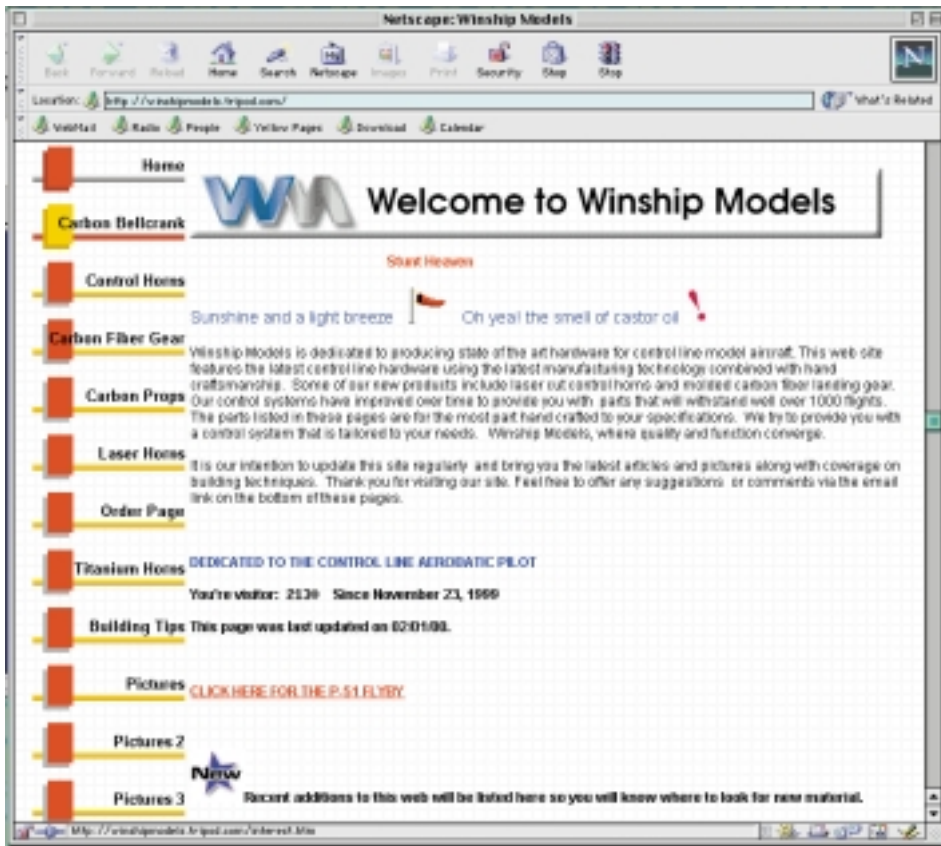 Netscape: Winship Models
Back Forward Reload Home Search Netscape Images Print Security Shop Stop
N
Location: http://winshipmodels.tripod.com/ What's Related
WebMail Radio People Yellow Pages Download Calendar
Home
Carbon Bellcrank
Control Horns
Carbon Fiber Gear
Carbon Props
Laser Horns
Order Page
Titanium Horns
Building Tips
Pictures
Pictures 2
Pictures 3
WM Welcome to Winship Models
Stunt Heaven
Sunshine and a light breeze Oh yea! the smell of castor oil !
Winship Models is dedicated to producing state of the art hardware for control line model aircraft. This web site
features the latest control line hardware using the latest manufacturing technology combined with hand
craftsmanship. Some of our new products include laser cut control horns and molded carbon fiber landing gear.
Our control systems have improved over time to provide you with parts that will withstand well over 1000 flights.
The parts listed in these pages are for the most part hand crafted to your specifications. We try to provide you with
a control system that is tailored to your needs. Winship Models, where quality and function converge.
It is our intention to update this site regularly and bring you the latest articles and pictures along with coverage on
building techniques. Thank you for visiting our site. Feel free to offer any suggestions or comments via the email
link on the bottom of these pages.
DEDICATED TO THE CONTROL LINE AEROBATIC PILOT
You're visitor: Since November 23, 1999
This page was last updated on 02/01/00.
CLICK HERE FOR THE P-51 FLYBY
New
Recent additions to this web will be listed here so you will know where to look for new material.
http://winshipmodels.tripod.com/interest.htm